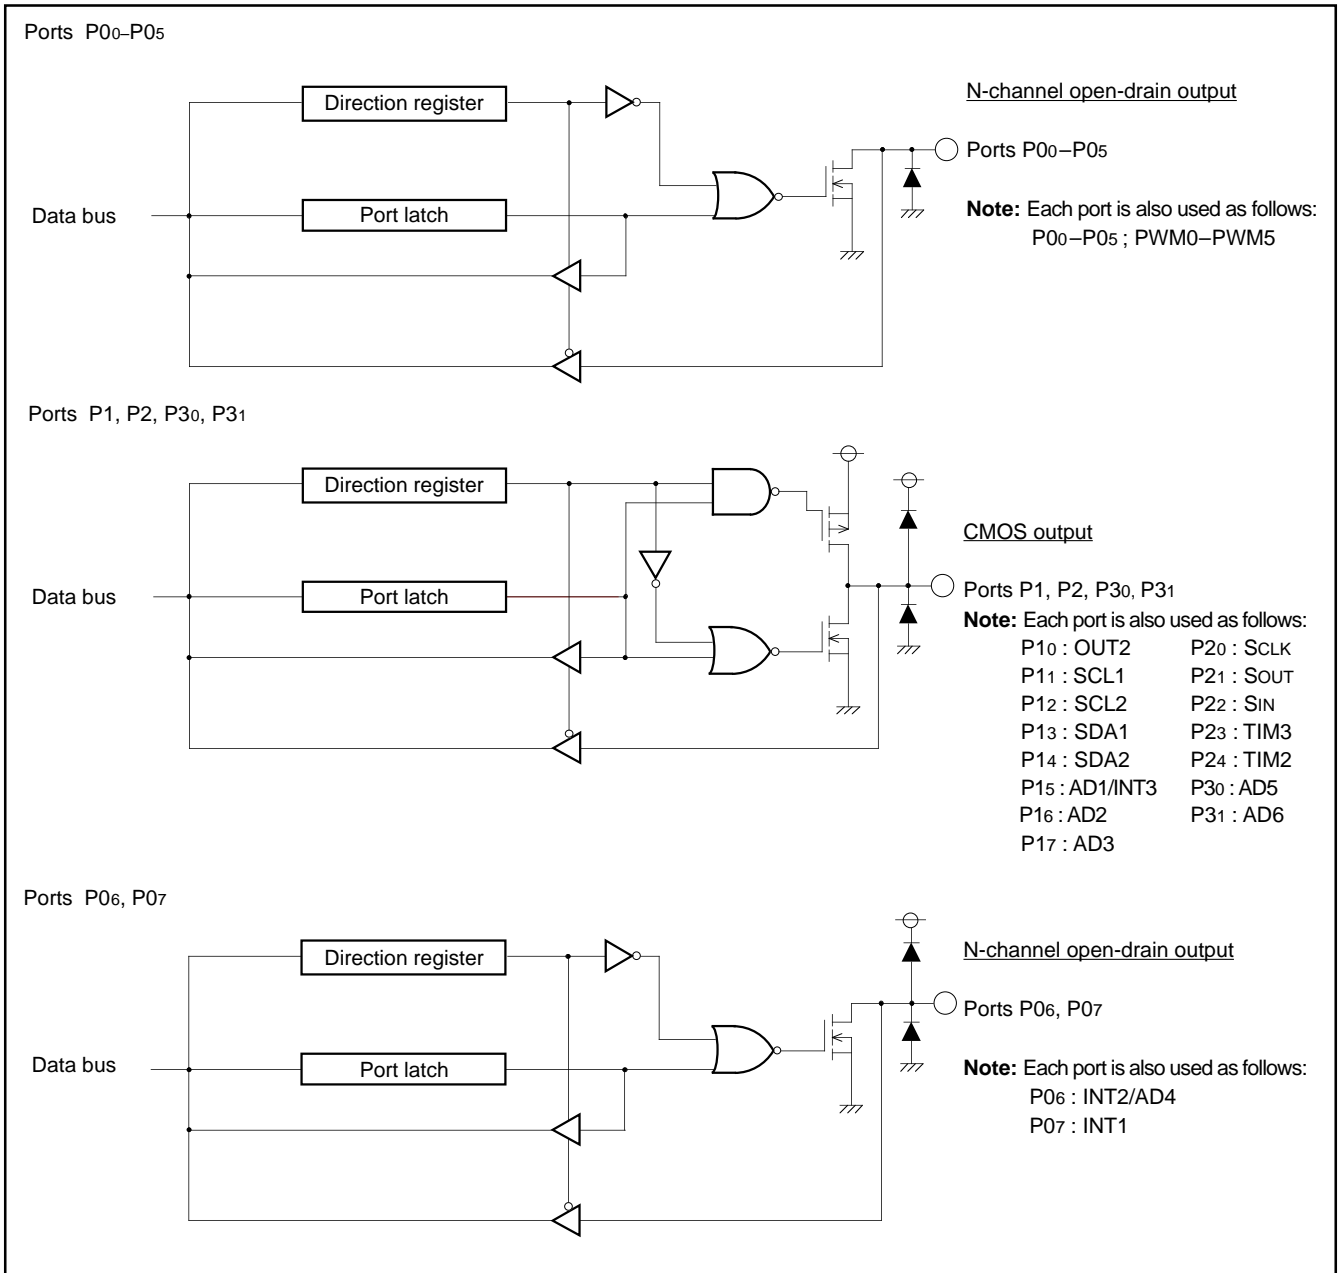 Ports P00–P05
Direction register
N-channel open-drain output
Ports P00–P05
Data bus
Port latch
Note: Each port is also used as follows:
P00–P05 ; PWM0–PWM5
Ports P1, P2, P30, P31
Direction register
CMOS output
Data bus
Port latch
Ports P1, P2, P30, P31
Note: Each port is also used as follows:
P10 : OUT2 P20 : SCLK
P11 : SCL1 P21 : SOUT
P12 : SCL2 P22 : SIN
P13 : SDA1 P23 : TIM3
P14 : SDA2 P24 : TIM2
P15 : AD1/INT3 P30 : AD5
P16 : AD2 P31 : AD6
P17 : AD3
Ports P06, P07
Direction register
N-channel open-drain output
Ports P06, P07
Data bus
Port latch
Note: Each port is also used as follows:
P06 : INT2/AD4
P07 : INT1